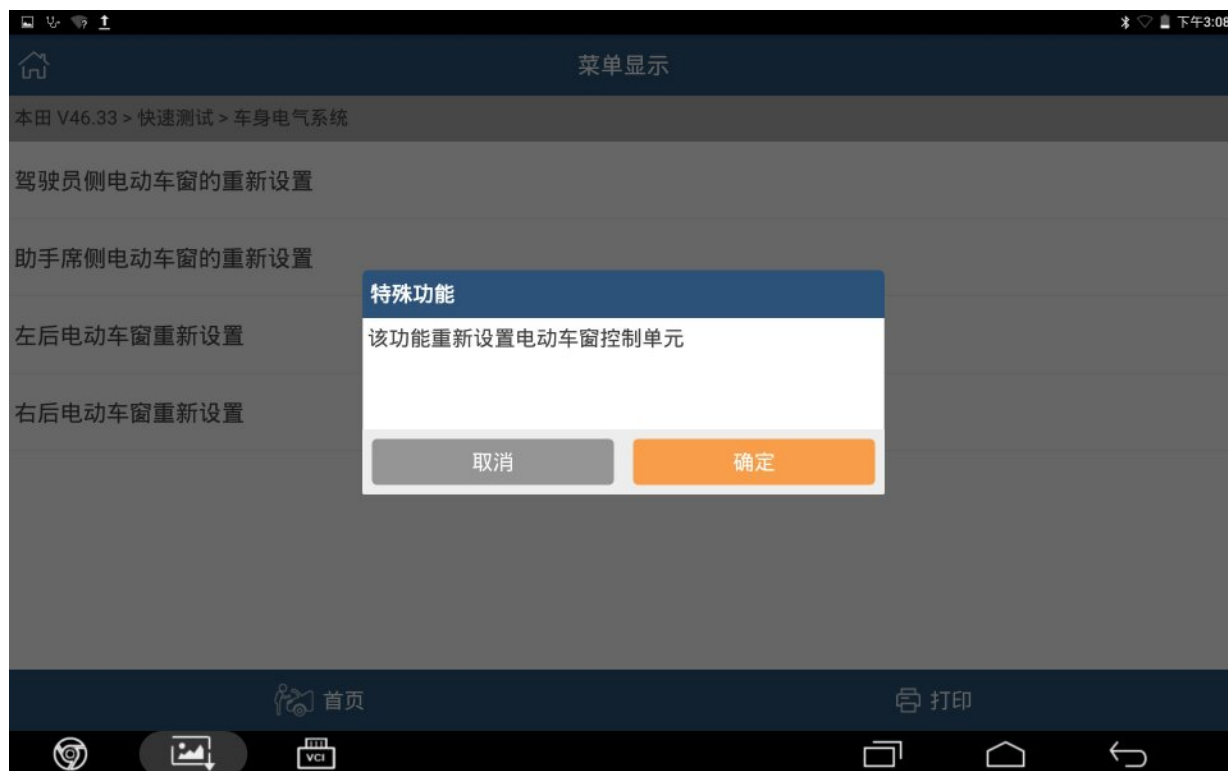 下午3:08
菜单显示
本田 V46.33 > 快速测试 > 车身电气系统
驾驶员侧电动车窗的重新设置
助手席侧电动车窗的重新设置
左后电动车窗重新设置
右后电动车窗重新设置
特殊功能
该功能重新设置电动车窗控制单元
取消
确定
首页
打印
VCI